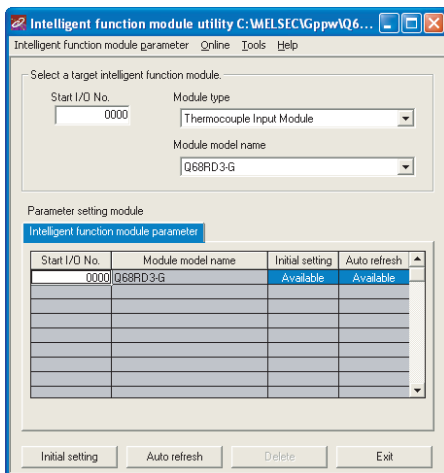 Intelligent function module utility C:\MELSEC\Gppw\Q6...
Intelligent function module parameter Online Tools Help
Select a target intelligent function module.
Start I/O No. Module type
0000 Thermocouple Input Module
Module model name
Q68RD3-G
Parameter setting module
Intelligent function module parameter
Start I/O No. Module model name Initial setting Auto refresh
0000 Q68RD3-G Available Available
Initial setting Auto refresh Delete Exit